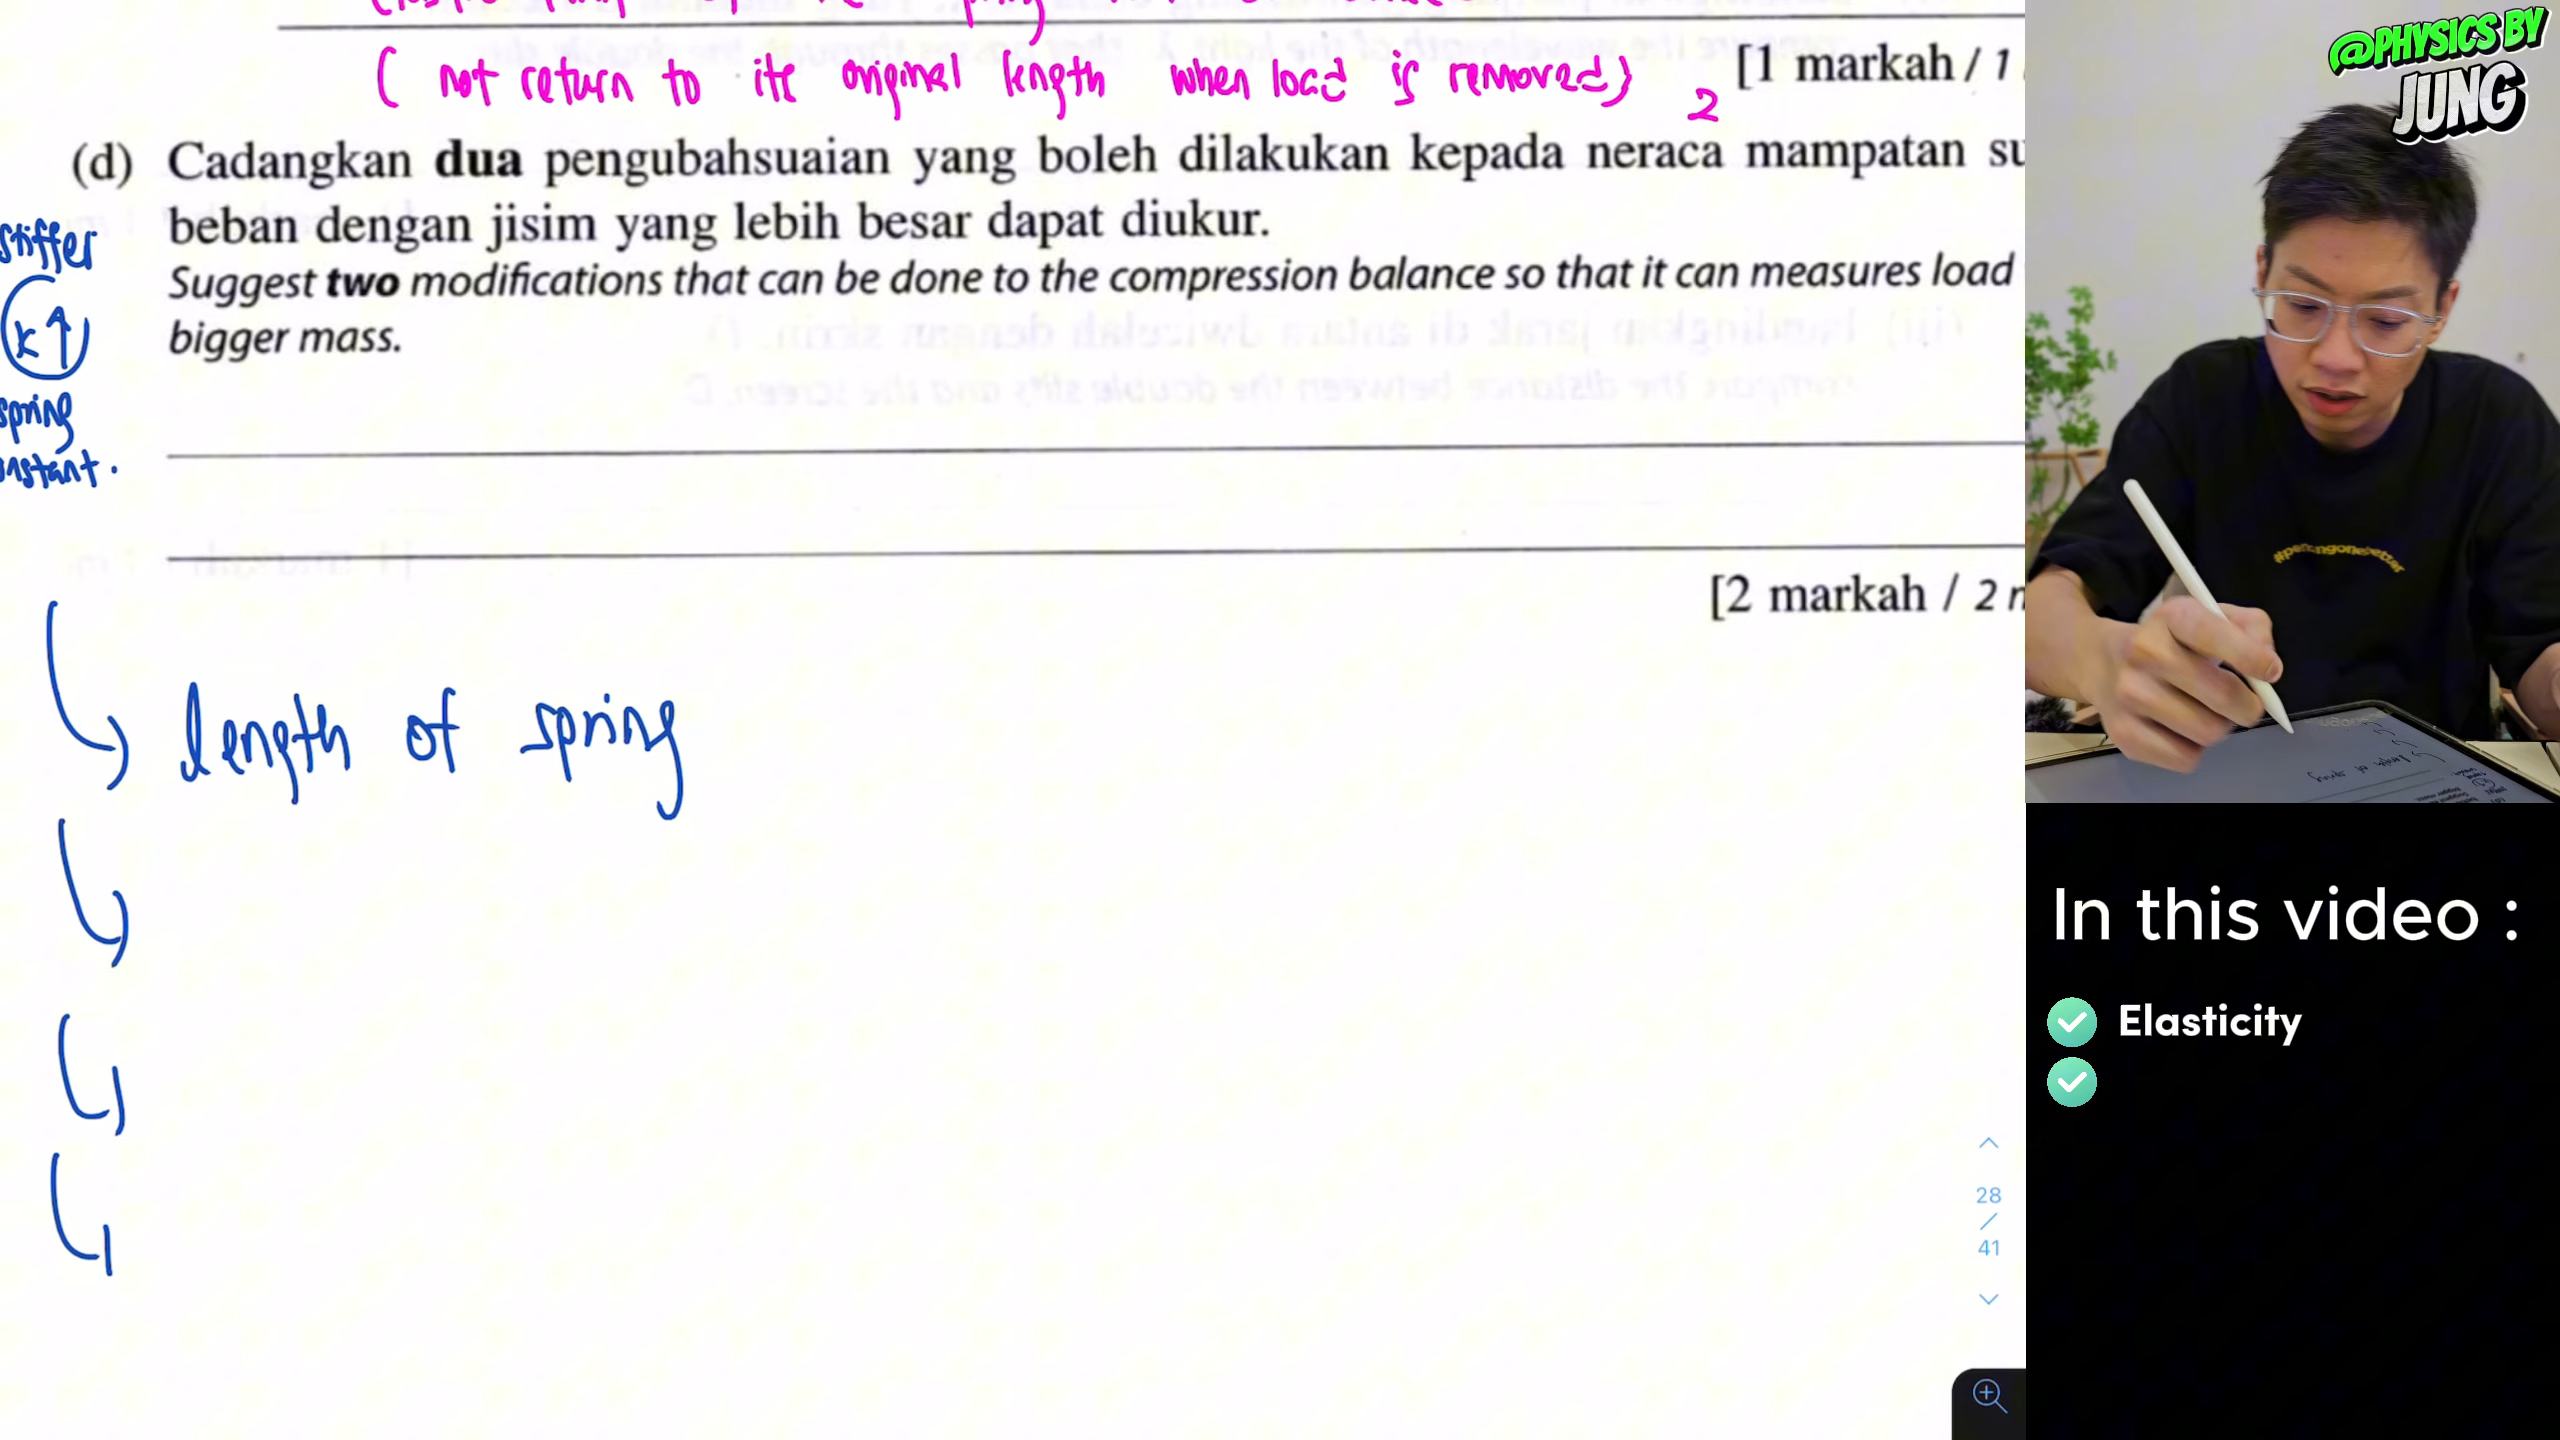 ( not return to its original length when load is removed) 2 [1 markah / 1
(d) Cadangkan dua pengubahsuaian yang boleh dilakukan kepada neraca mampatan su
beban dengan jisim yang lebih besar dapat diukur.
Suggest two modifications that can be done to the compression balance so that it can measures load
bigger mass.
stiffer
k↑
spring
nstant.
[2 markah / 2 m
length of spring
28
/
41
@PHYSICS BY
JUNG
In this video :
Elasticity